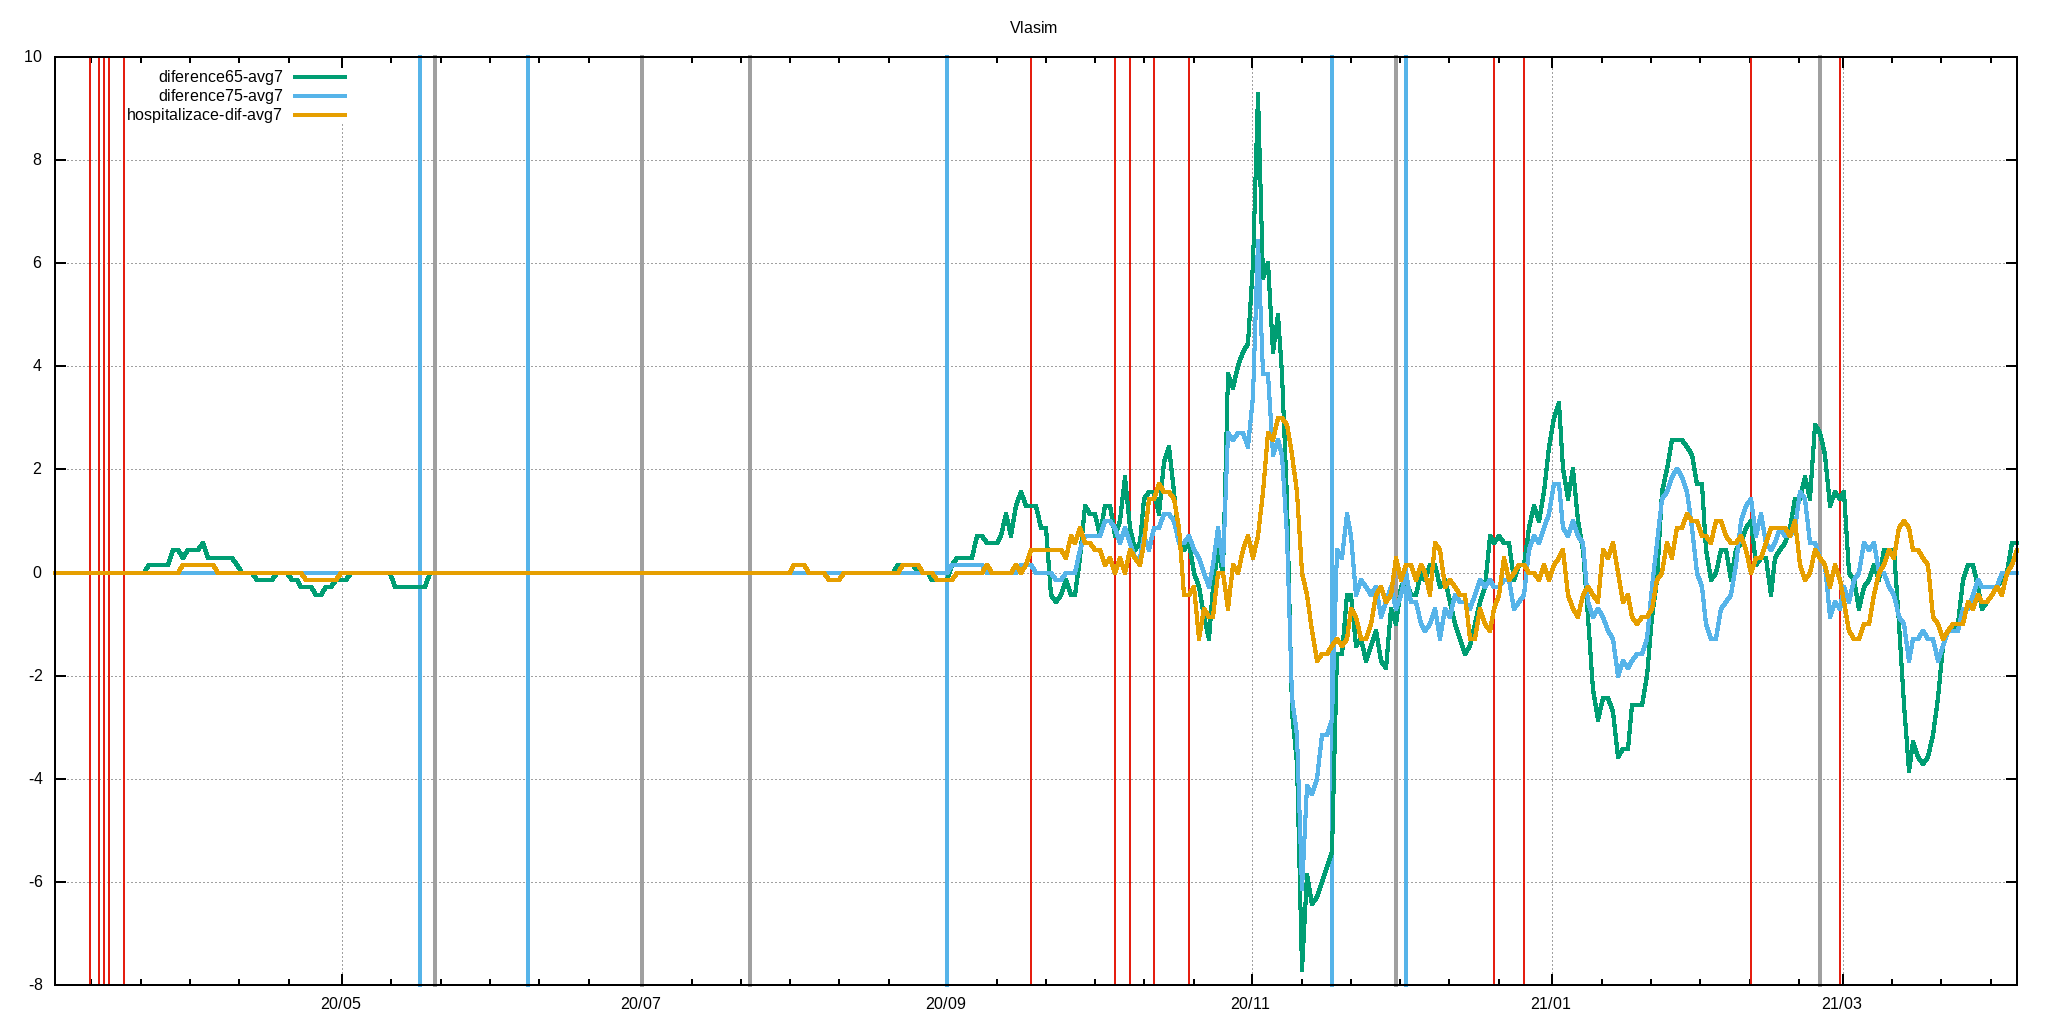 Vlasim
diference65-avg7
diference75-avg7
hospitalizace-dif-avg7
10
8
6
4
2
0
-2
-4
-6
-8
20/05 20/07 20/09 20/11 21/01 21/03